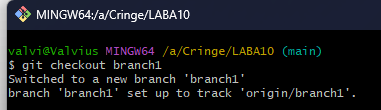 MINGW64:/a/Cringe/LABA10
valvi@Valvius MINGW64 /a/Cringe/LABA10 (main)
$ git checkout branch1
Switched to a new branch 'branch1'
branch 'branch1' set up to track 'origin/branch1'.